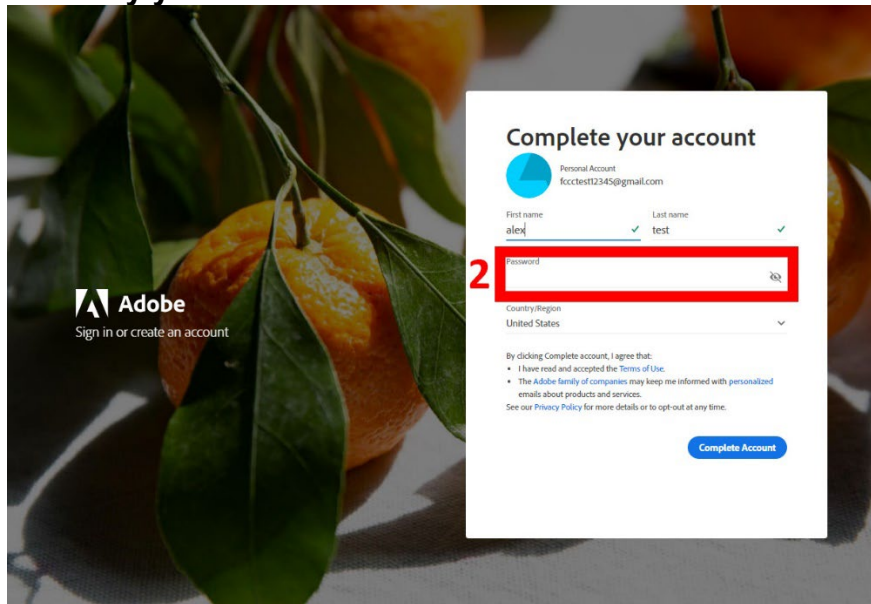 Adobe
Sign in or create an account
Complete your account
Personal Account
fccctest12345@gmail.com
First name
Last name
alex
test
2
Password
Country/Region
United States
By clicking Complete account, I agree that:
I have read and accepted the Terms of Use.
The Adobe family of companies may keep me informed with personalized
emails about products and services.
See our Privacy Policy for more details or to opt-out at any time.
Complete Account